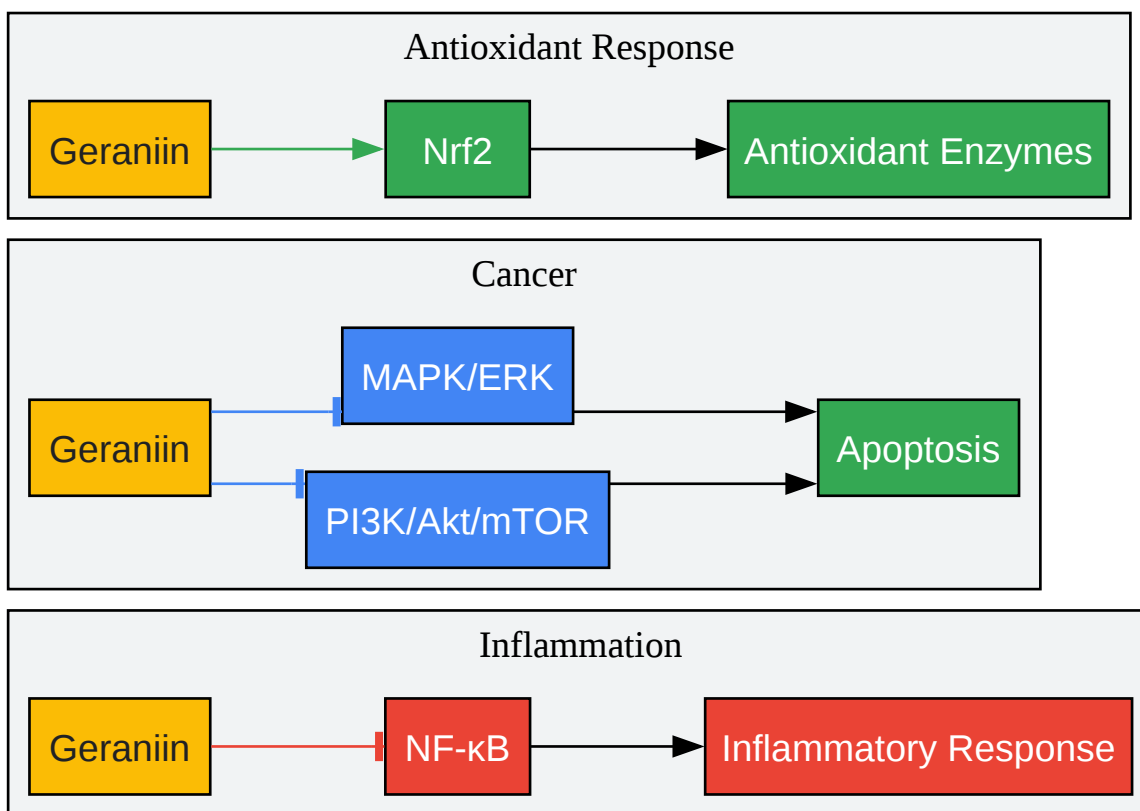 Antioxidant Response
Geraniin
Nrf2
Antioxidant Enzymes
Cancer
MAPK/ERK
Geraniin
Apoptosis
PI3K/Akt/mTOR
Inflammation
Geraniin
NF-κB
Inflammatory Response